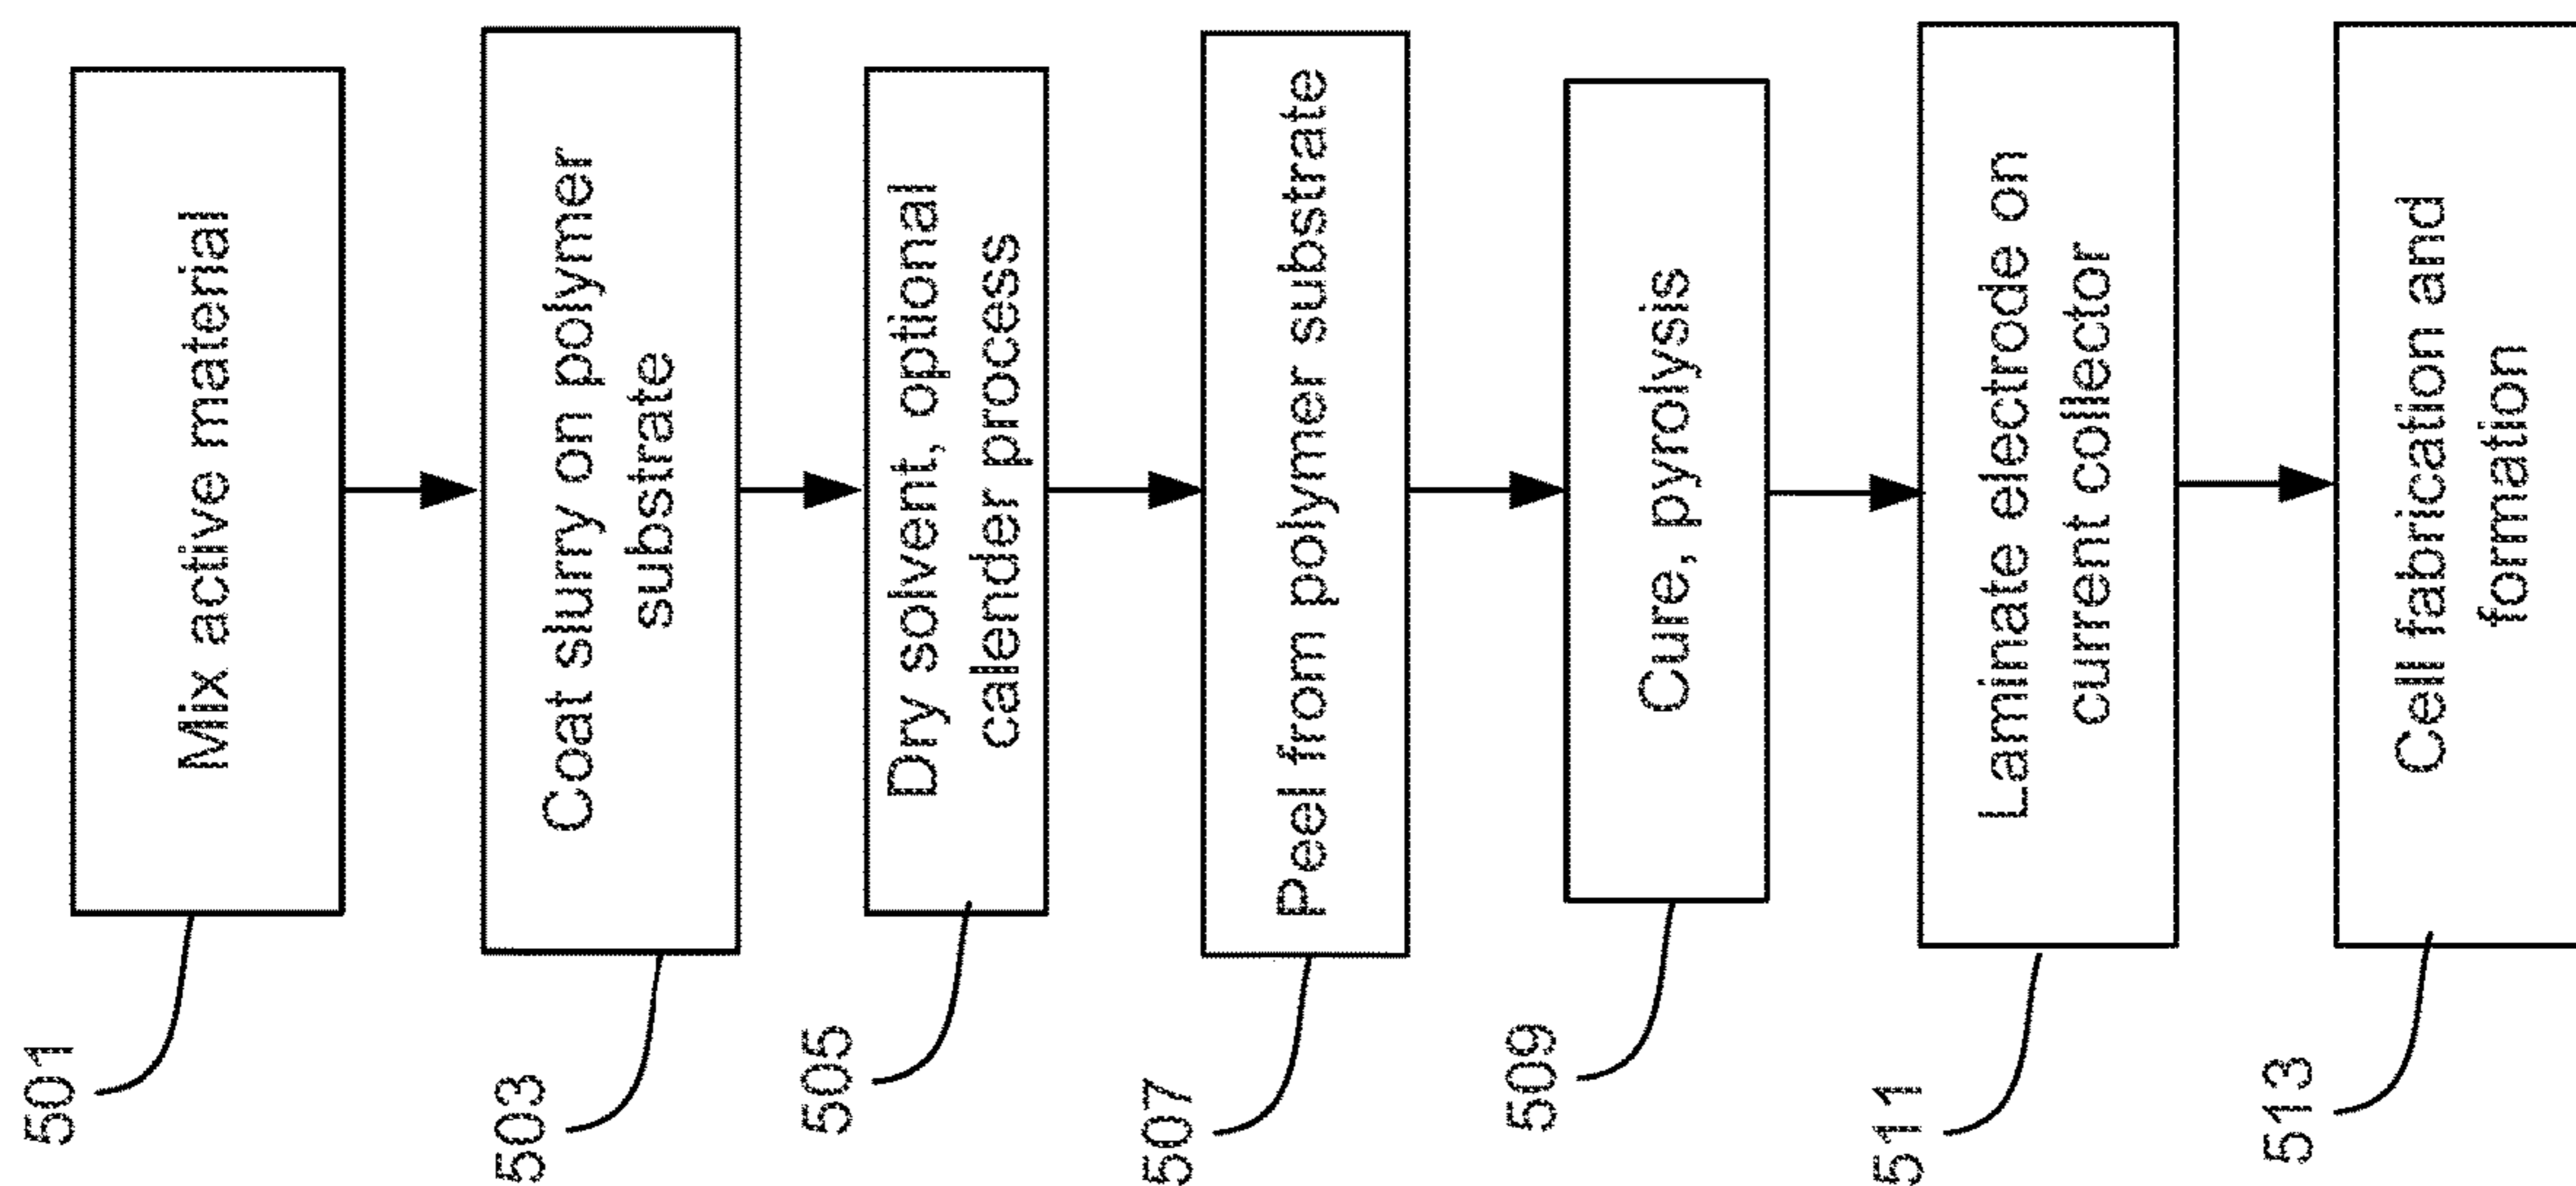 501
Mix active material
503
Coat slurry on polymer
substrate
505
Dry solvent, optional
calender process
507
Peel from polymer substrate
509
Cure, pyrolysis
511
Laminate electrode on
current collector
513
Cell fabrication and
formation